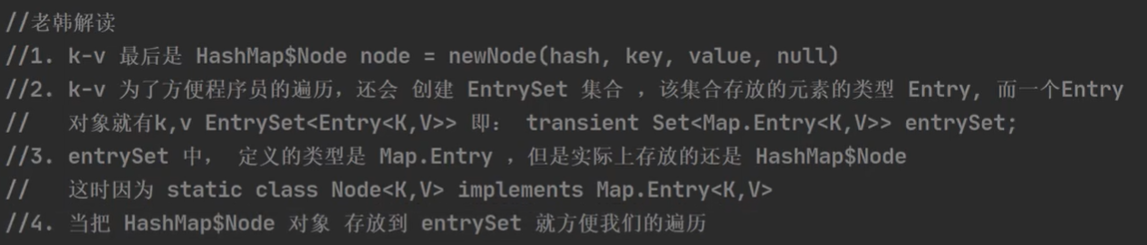 //老韩解读
//1. k-v 最后是 HashMap$Node node = newNode(hash, key, value, null)
//2. k-v 为了方便程序员的遍历，还会 创建 EntrySet 集合 ，该集合存放的元素的类型 Entry, 而一个Entry
//   对象就有k,v EntrySet<Entry<K,V>> 即： transient Set<Map.Entry<K,V>> entrySet;
//3. entrySet 中， 定义的类型是 Map.Entry ，但是实际上存放的还是 HashMap$Node
//   这时因为 static class Node<K,V> implements Map.Entry<K,V>
//4. 当把 HashMap$Node 对象 存放到 entrySet 就方便我们的遍历